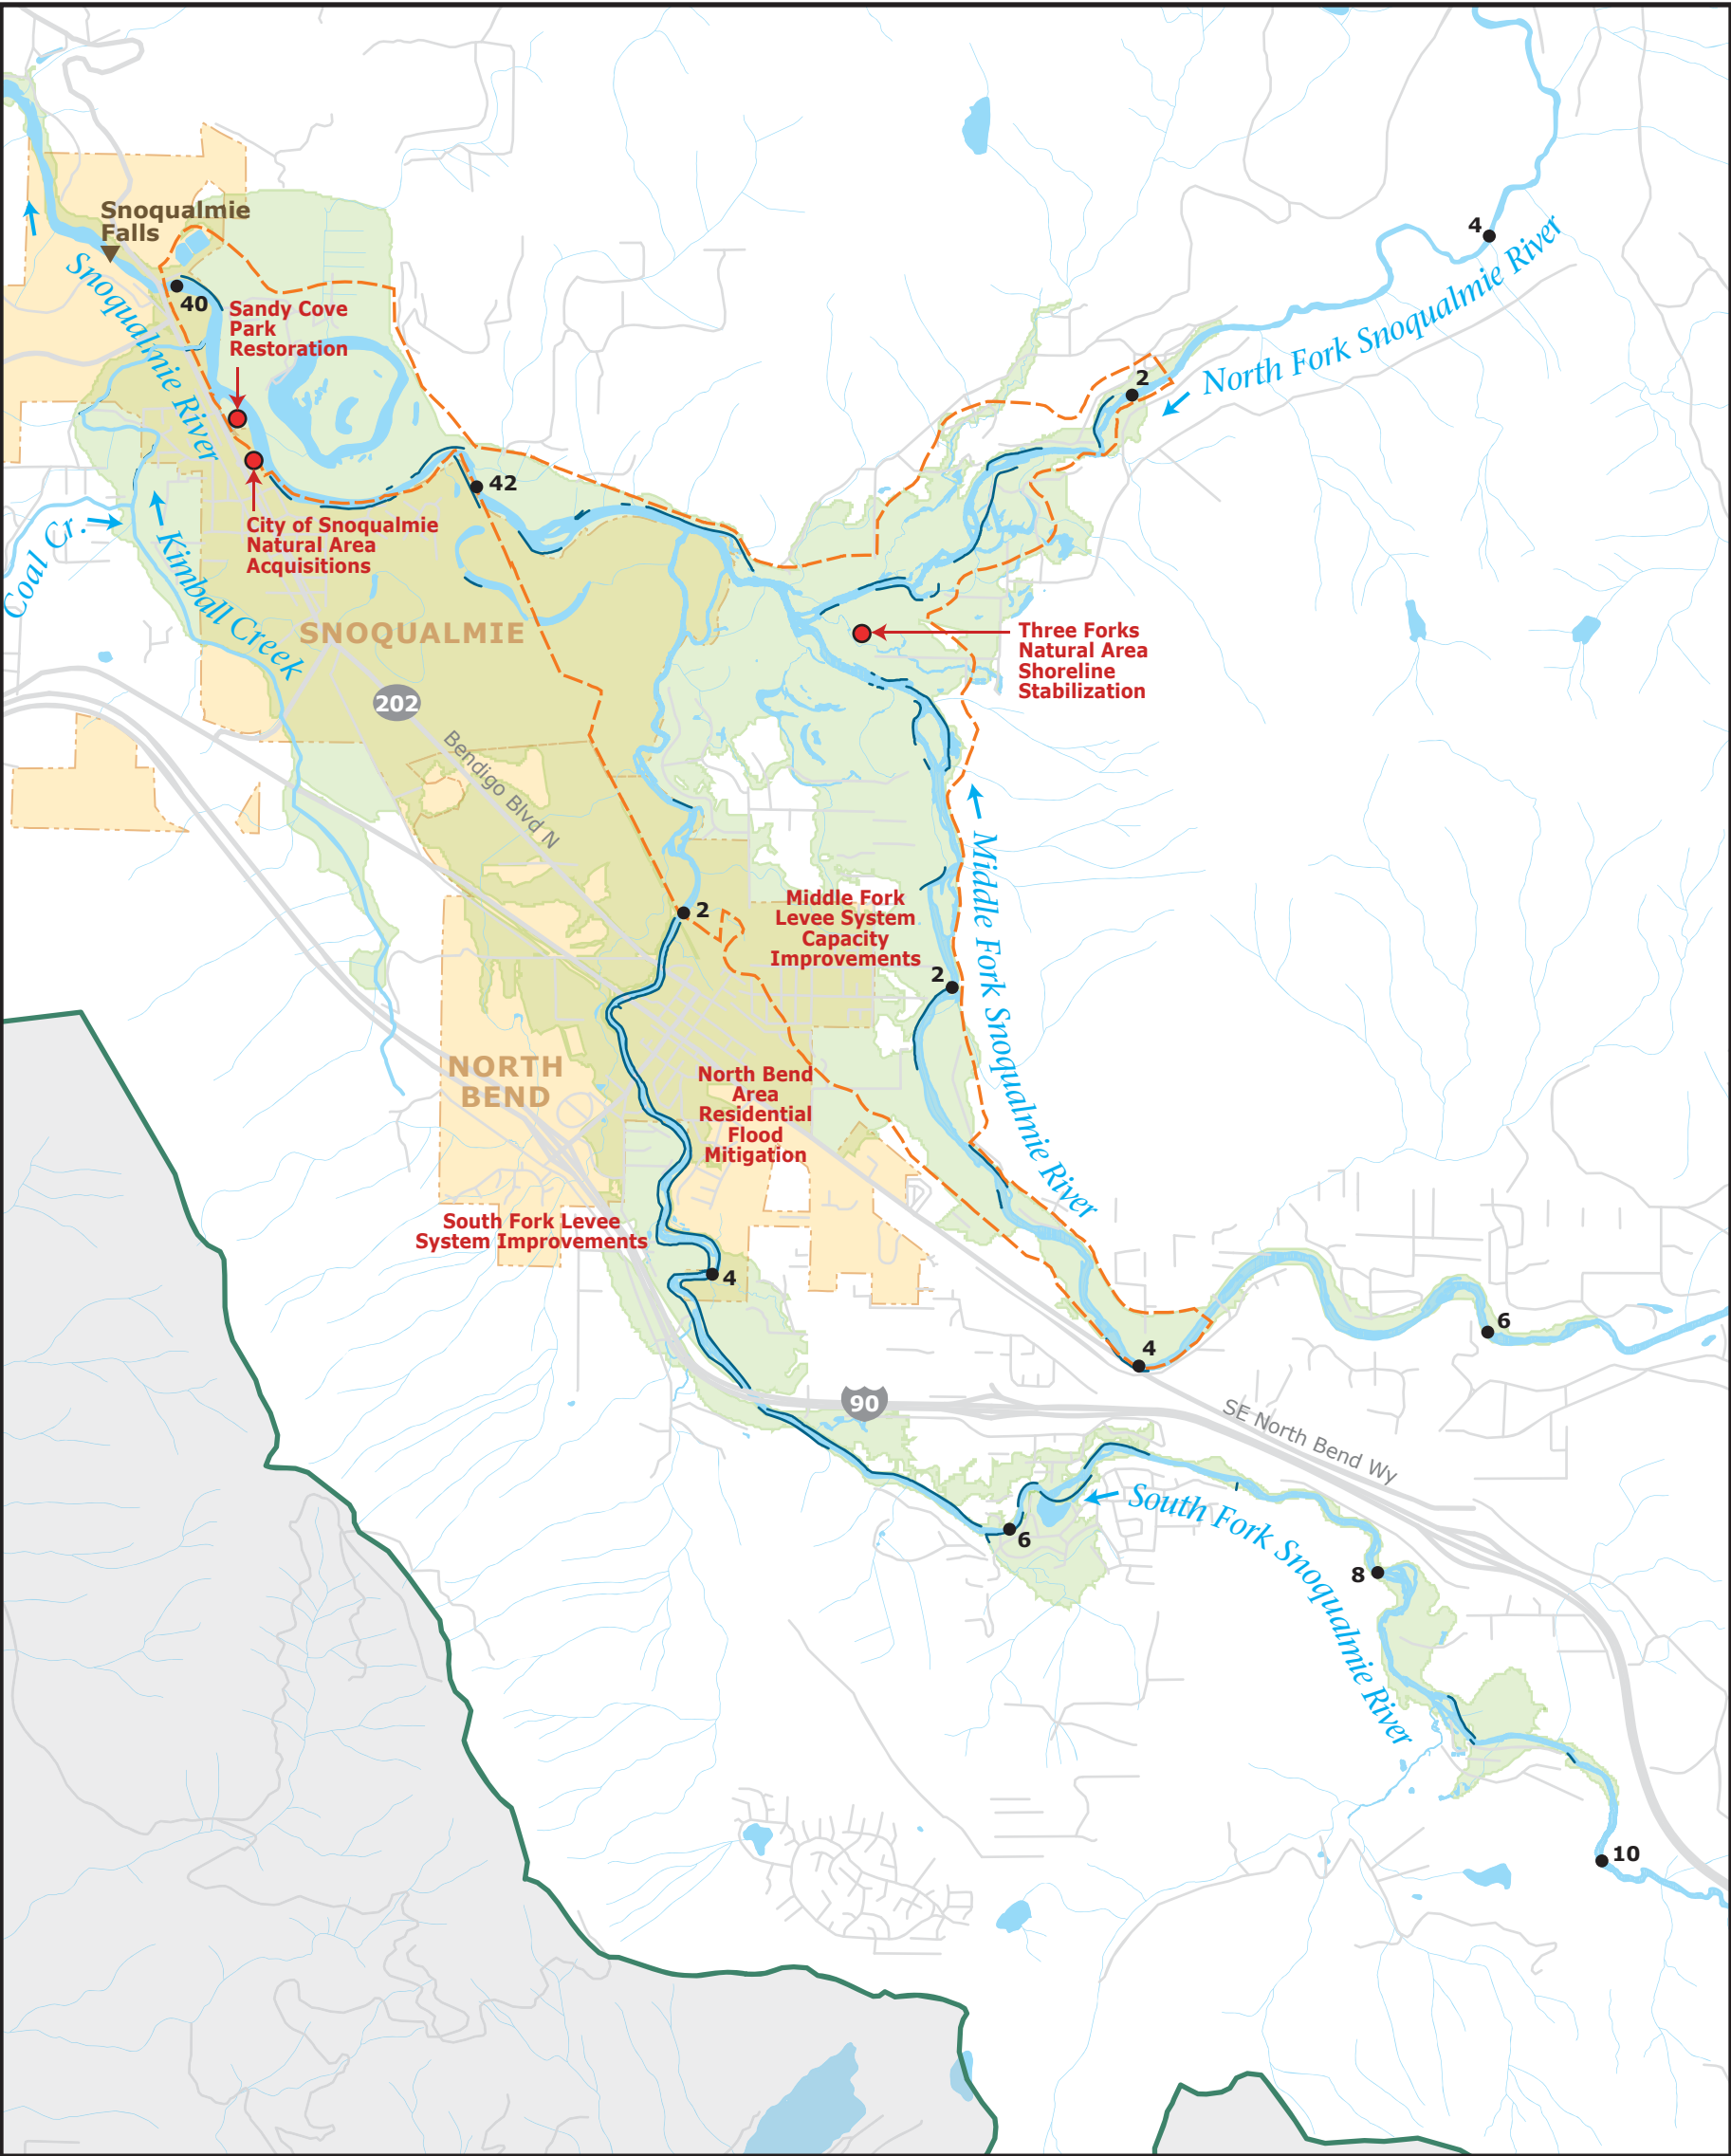 Snoqualmie
Falls
Snoqualmie River
40
Sandy Cove
Park
Restoration
4
North Fork Snoqualmie River
2
42
City of Snoqualmie
Natural Area
Acquisitions
Coal Cr.
Kimball Creek
SNOQUALMIE
Three Forks
Natural Area
Shoreline
Stabilization
202
Bendigo Blvd N
Middle Fork Snoqualmie River
Middle Fork
Levee System
Capacity
Improvements
2
2
NORTH
BEND
North Bend
Area
Residential
Flood
Mitigation
South Fork Levee
System Improvements
4
6
4
90
SE North Bend Wy
South Fork Snoqualmie River
6
8
10